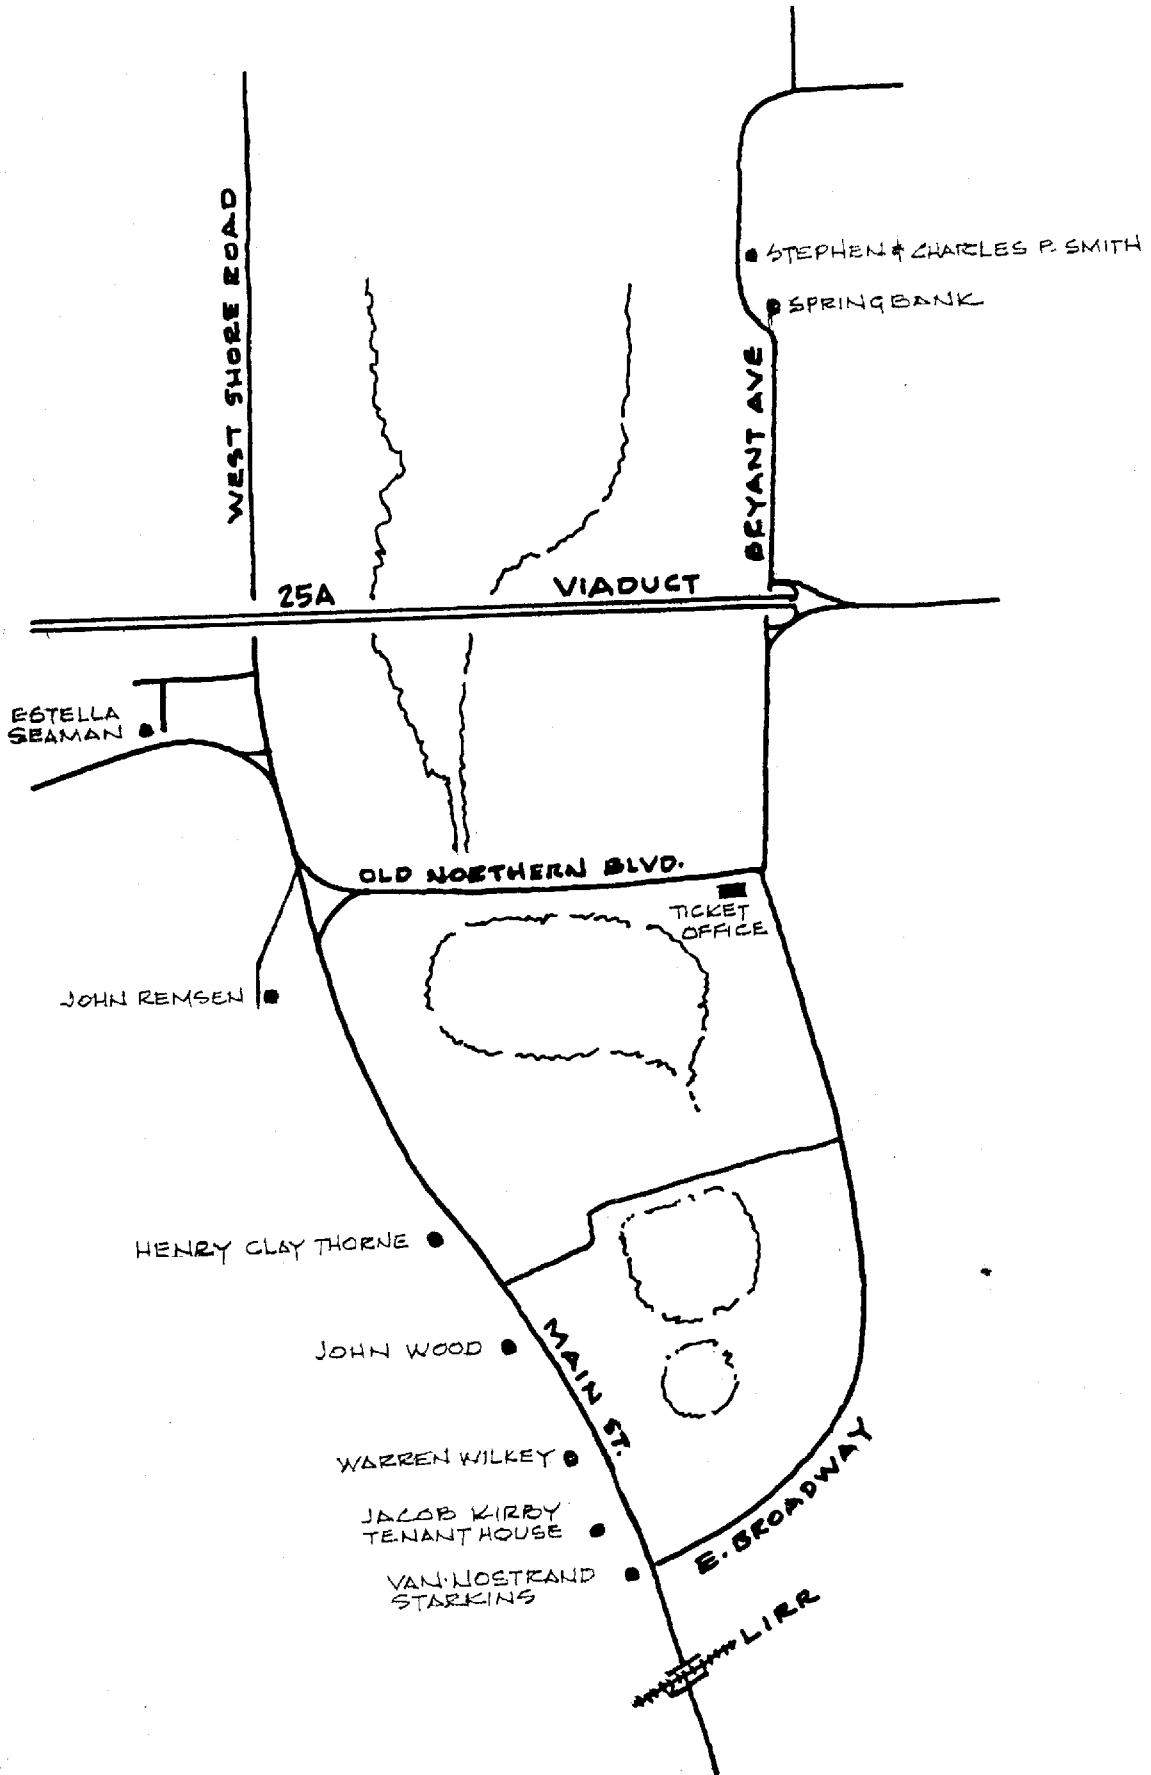 WEST SHORE ROAD
STEPHEN & CHARLES P. SMITH
SPRINGBANK
BRYANT AVE
25A
VIADUCT
ESTELLA
SEAMAN
OLD NORTHERN BLVD.
TICKET
OFFICE
JOHN REMSEN
HENRY CLAY THORNE
JOHN WOOD
MAIN ST.
WARREN WILKEY
JACOB KIRBY
TENANT HOUSE
E. BROADWAY
VAN·NOSTRAND
STARKINS
LIRR